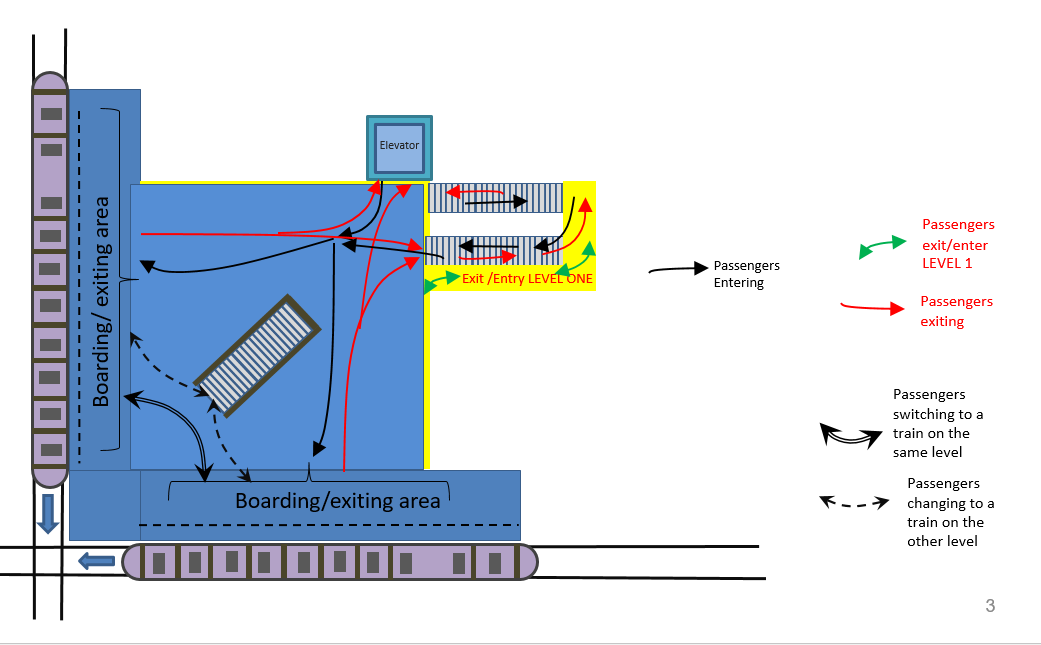 Elevator
Boarding/ exiting area
Exit /Entry LEVEL ONE
Boarding/exiting area
Passengers
Entering
Passengers
exit/enter
LEVEL 1
Passengers
exiting
Passengers
switching to a
train on the
same level
Passengers
changing to a
train on the
other level
3